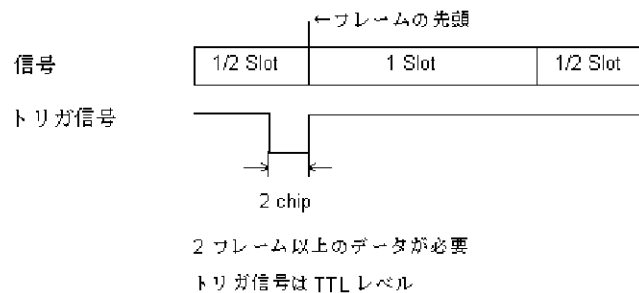 ←フレームの先頭
信号 1/2 Slot 1 Slot 1/2 Slot
トリガ信号
2 chip
2 フレーム以上のデータが必要
トリガ信号は TTL レベル